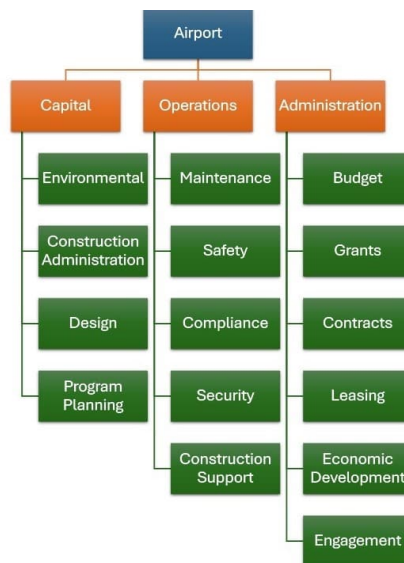 Airport
Capital
Operations
Administration
Environmental
Construction
Administration
Design
Program
Planning
Maintenance
Safety
Compliance
Security
Construction
Support
Budget
Grants
Contracts
Leasing
Economic
Development
Engagement